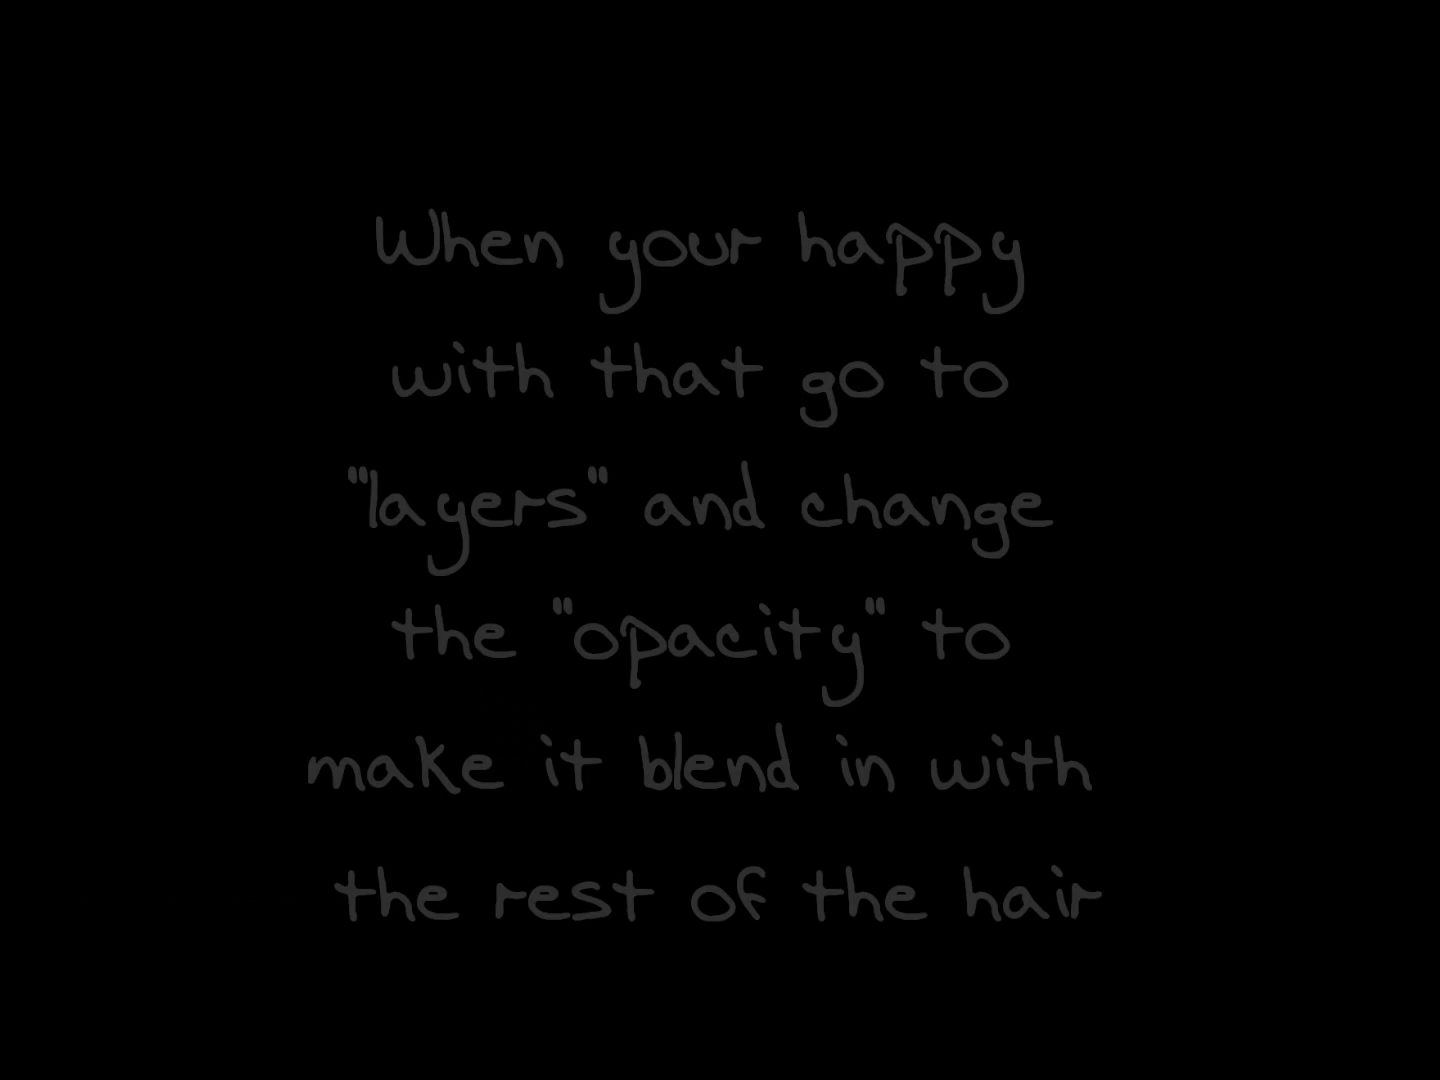 When your happy
with that go to
"layers" and change
the "opacity" to
make it blend in with
the rest of the hair